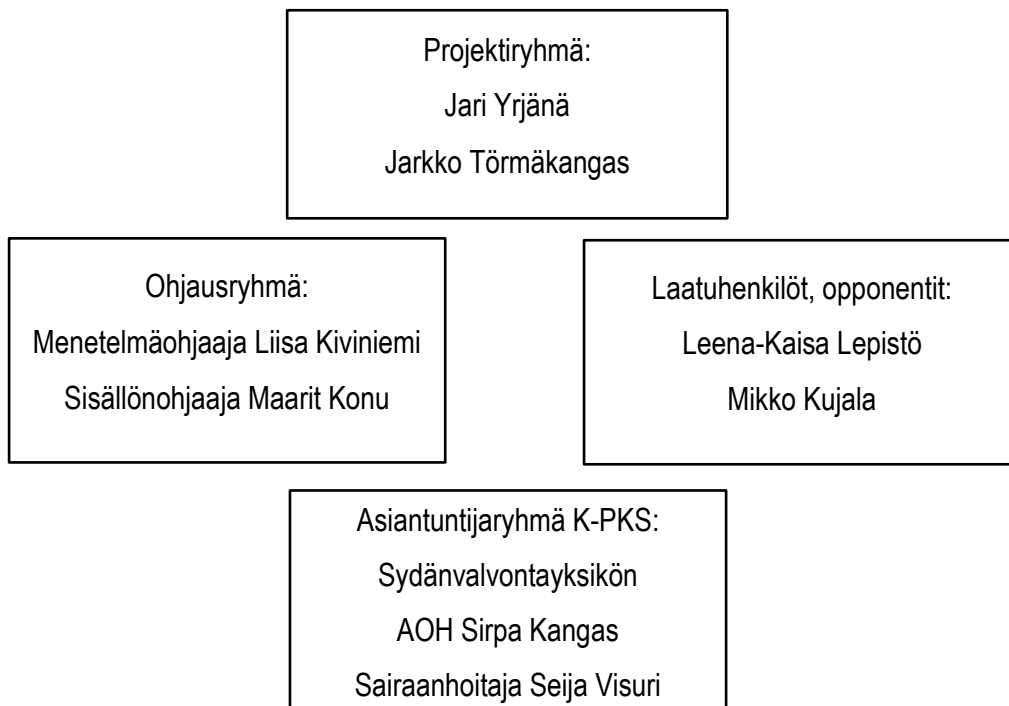 Projektiryhmä:
Jari Yrjänä
Jarkko Törmäkangas
Ohjausryhmä:
Menetelmäohjaaja Liisa Kiviniemi
Sisällönohjaaja Maarit Konu
Laatuhenkilöt, opponentit:
Leena-Kaisa Lepistö
Mikko Kujala
Asiantuntijaryhmä K-PKS:
Sydänvalvontayksikön
AOH Sirpa Kangas
Sairaanhoitaja Seija Visuri